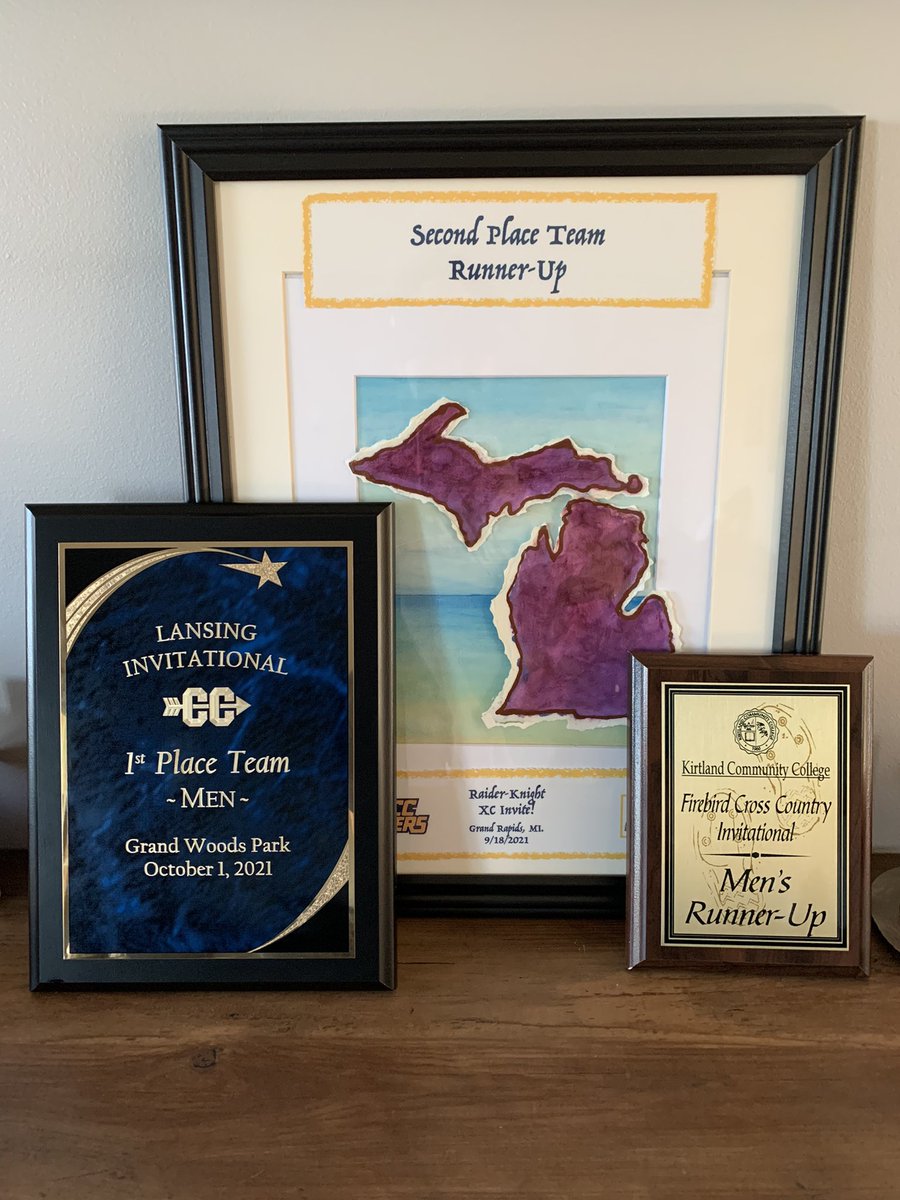 Second Place Team
Runner-Up
LANSING
INVITATIONAL
CC
1st Place Team
~ MEN ~
Grand Woods Park
October 1, 2021
Raider-Knight
XC Invite!
Grand Rapids, MI.
9/18/2021
Kirtland Community College
Firebird Cross Country
Invitational
Men's
Runner-Up